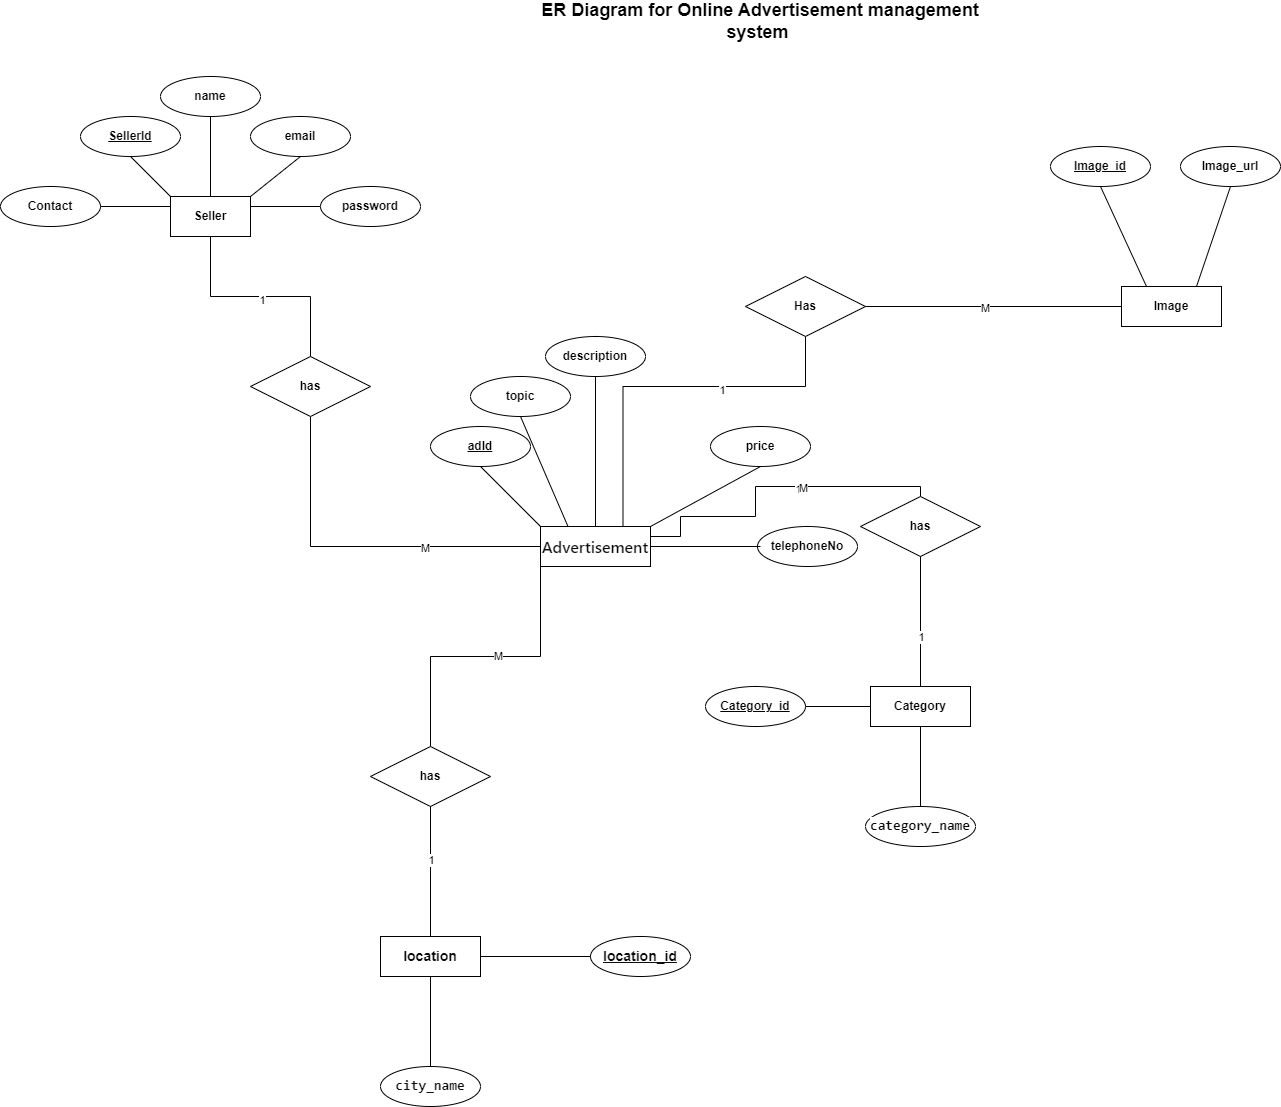 ER Diagram for Online Advertisement management
system
name
SellerId
email
Contact
Seller
password
Image_id
Image_url
1
Has
M
Image
has
description
1
topic
adId
price
M
has
M
Advertisement
telephoneNo
1
M
Category_id
Category
has
category_name
1
location
location_id
city_name